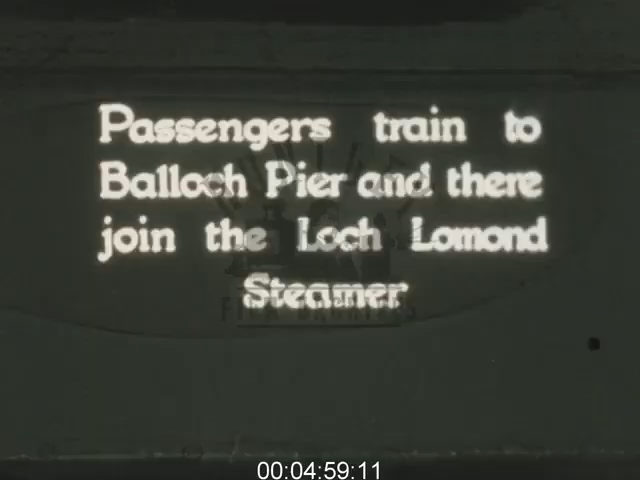 Passengers train to
Balloch Pier and there
join the Loch Lomond
Steamer
00:04:59:11